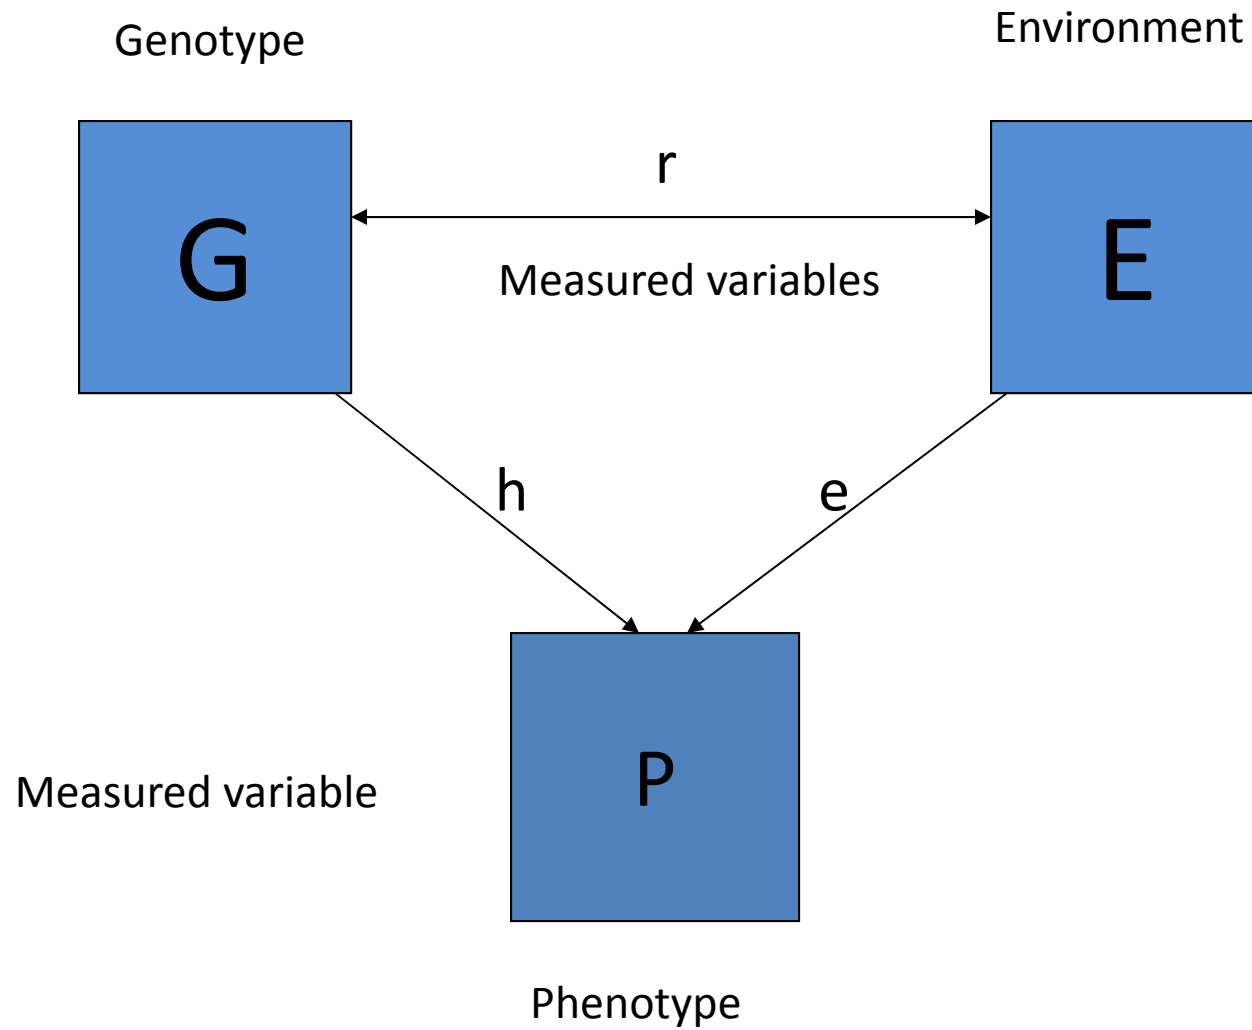 Genotype
Environment
r
G
E
Measured variables
h
e
P
Measured variable
Phenotype